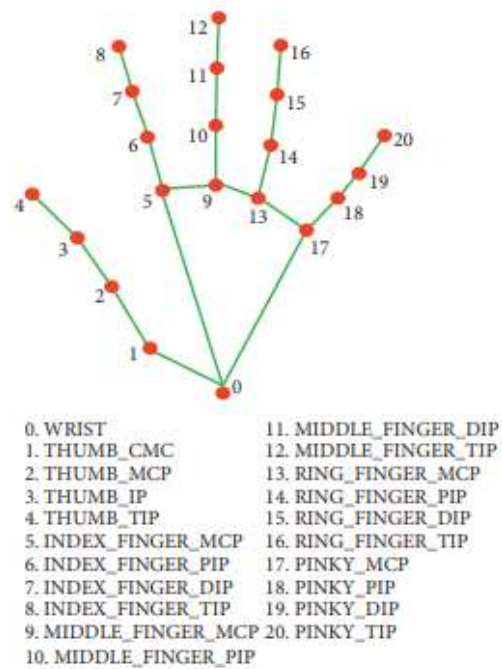 12
8
16
11
7
15
10
6
20
14
19
5
9
13
18
4
17
3
2
1
0
0. WRIST
1. THUMB_CMC
2. THUMB_MCP
3. THUMB_IP
4. THUMB_TIP
5. INDEX_FINGER_MCP
6. INDEX_FINGER_PIP
7. INDEX_FINGER_DIP
8. INDEX_FINGER_TIP
9. MIDDLE_FINGER_MCP
10. MIDDLE_FINGER_PIP
11. MIDDLE_FINGER_DIP
12. MIDDLE_FINGER_TIP
13. RING_FINGER_MCP
14. RING_FINGER_PIP
15. RING_FINGER_DIP
16. RING_FINGER_TIP
17. PINKY_MCP
18. PINKY_PIP
19. PINKY_DIP
20. PINKY_TIP